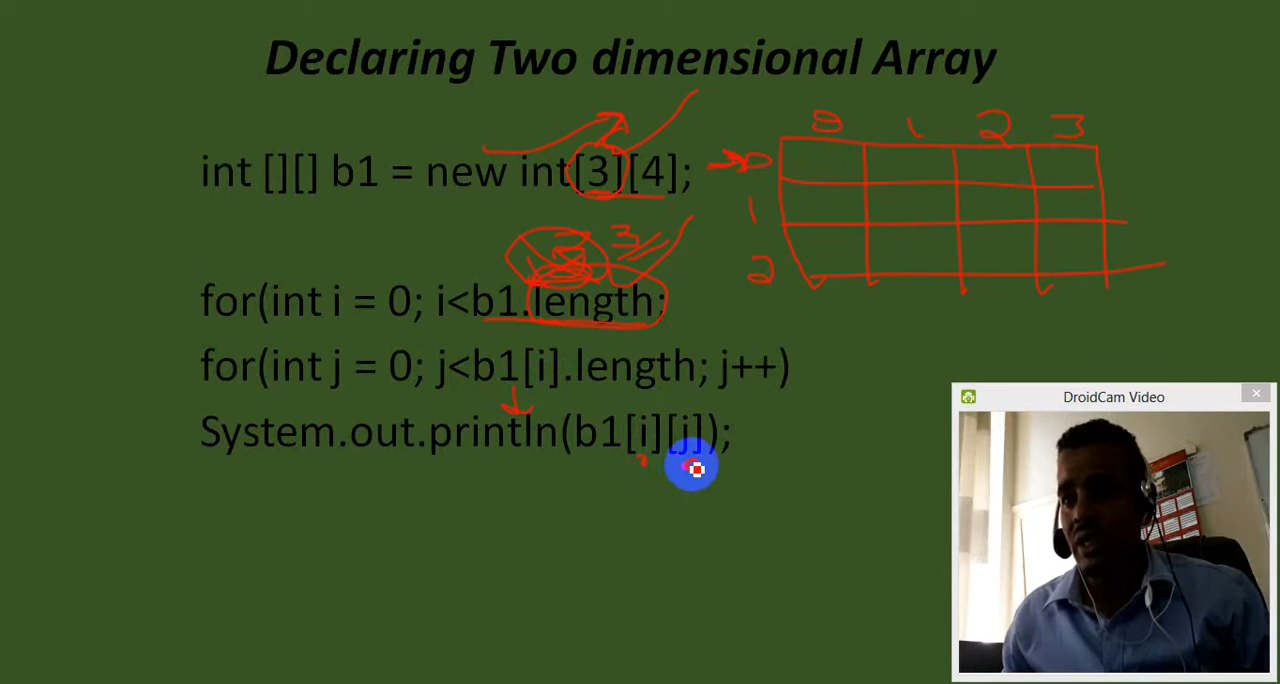 Declaring Two dimensional Array
0 1 2 3
int [][] b1 = new int[3][4]; 0
1
3
2
for(int i = 0; i<b1.length;
for(int j = 0; j<b1[i].length; j++)
DroidCam Video
System.out.println(b1[i][j]);